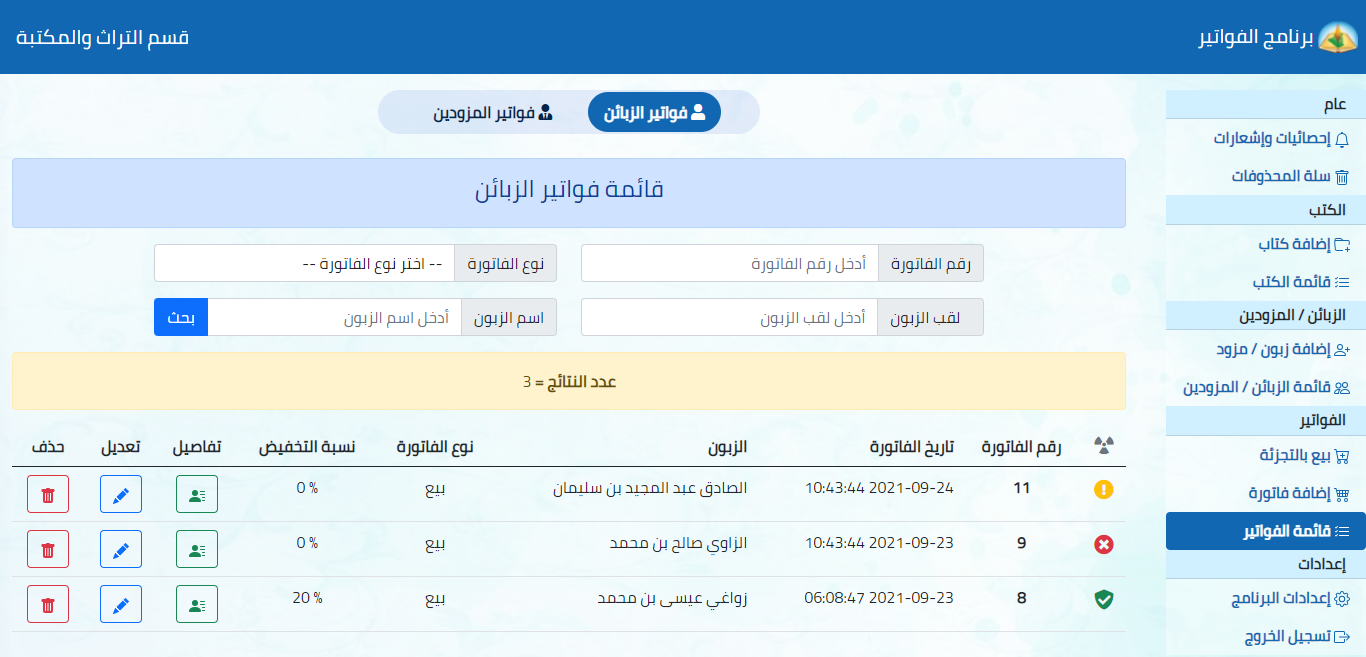 برنامج الفواتير
قسم التراث والمكتبة
عام
إحصائيات وإشعارات
سلة المحذوفات
الكتب
إضافة كتاب
قائمة الكتب
الزبائن / المزودين
إضافة زبون / مزود
قائمة الزبائن / المزودين
الفواتير
بيع بالتجزئة
إضافة فاتورة
قائمة الفواتير
إعدادات
إعدادات البرنامج
تسجيل الخروج
فواتير الزبائن
فواتير المزودين
قائمة فواتير الزبائن
رقم الفاتورة أدخل رقم الفاتورة نوع الفاتورة -- اختر نوع الفاتورة --
لقب الزبون أدخل لقب الزبون اسم الزبون أدخل اسم الزبون بحث
عدد النتائج = 3
رقم الفاتورة تاريخ الفاتورة الزبون نوع الفاتورة نسبة التخفيض تفاصيل تعديل حذف
11 2021-09-24 10:43:44 الصادق عبد المجيد بن سليمان بيع 0 %
9 2021-09-23 10:43:44 الزاوي صالح بن محمد بيع 0 %
8 2021-09-23 06:08:47 زواغي عيسى بن محمد بيع 20 %